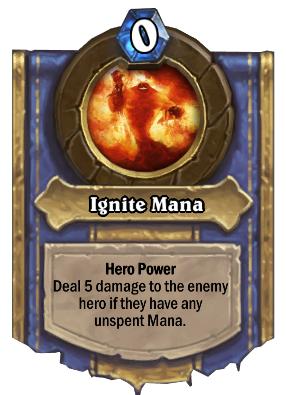 0
Ignite Mana
Hero Power
Deal 5 damage to the enemy
hero if they have any
unspent Mana.